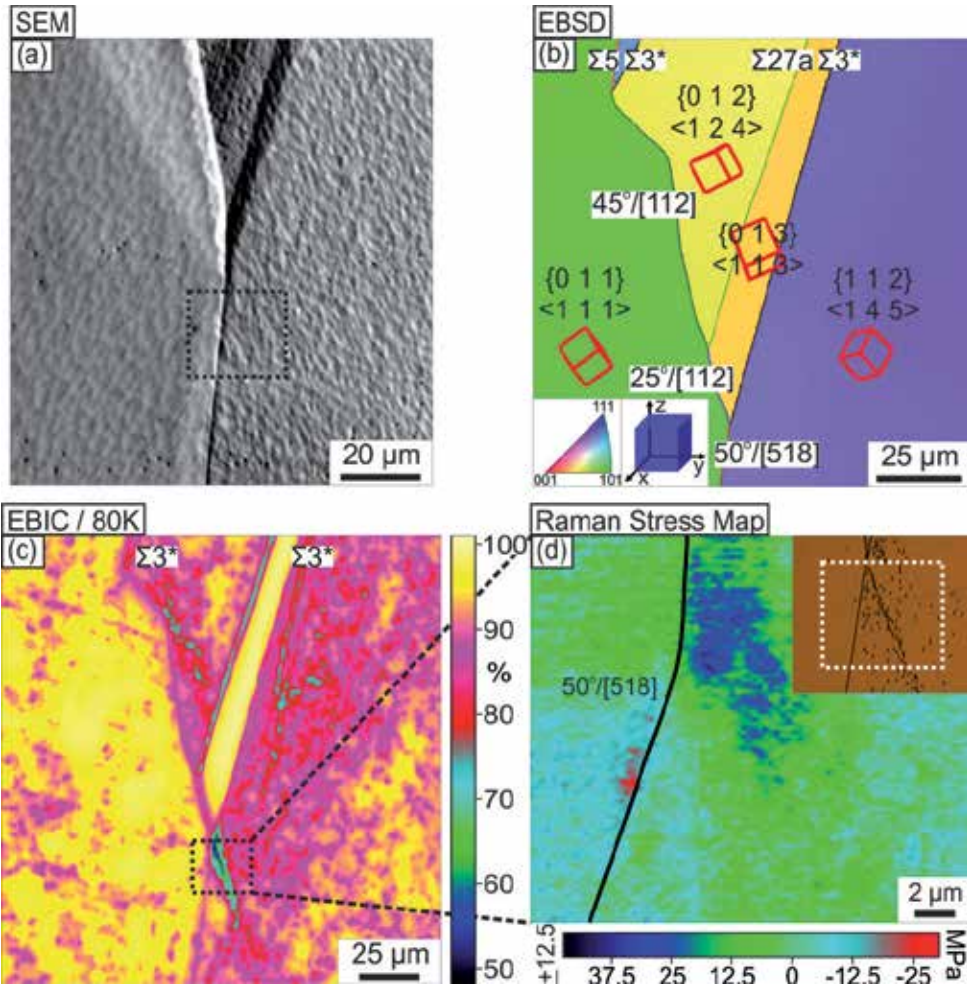 SEM
(a)
20 µm
EBSD
(b)
Σ5 Σ3*
Σ27a Σ3*
{0 1 2}
<1 2 4>
45°/[112]
{0 1 3}
<1 1 3>
{0 1 1}
<1 1 1>
{1 1 2}
<1 4 5>
25°/[112]
111
001
101
z
y
x
50°/[518]
25 µm
EBIC / 80K
(c)
Σ3*
Σ3*
100
90
%
80
70
60
50
25 µm
Raman Stress Map
(d)
50°/[518]
2 µm
±12.5
37.5
25
12.5
0
-12.5
-25
MPa